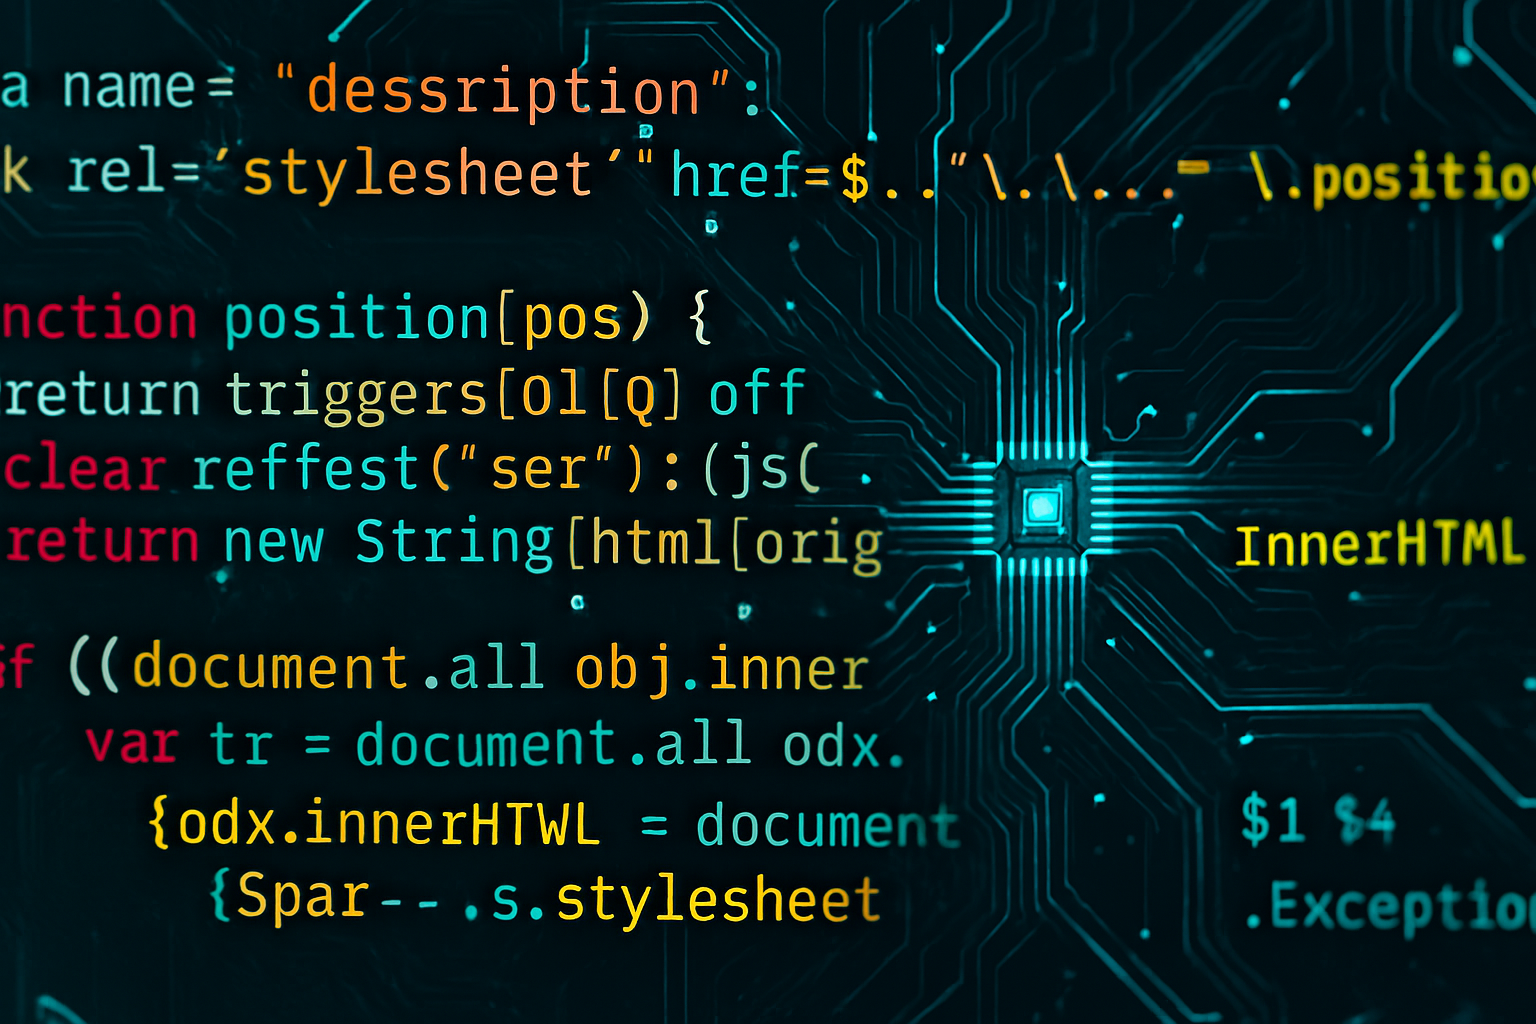 a name= "dessription":
k rel=´stylesheet´" href=$.."\.\...= \.positio
nction position[pos) {
return triggers[Ol[Q] off
clear reffest("ser"):(js(
return new String[html[orig
InnerHTML
f ((document.all obj.inner
var tr = document.all odx.
{odx.innerHTWL = document
$1 $4
{Spar-- .s.stylesheet
.Exception